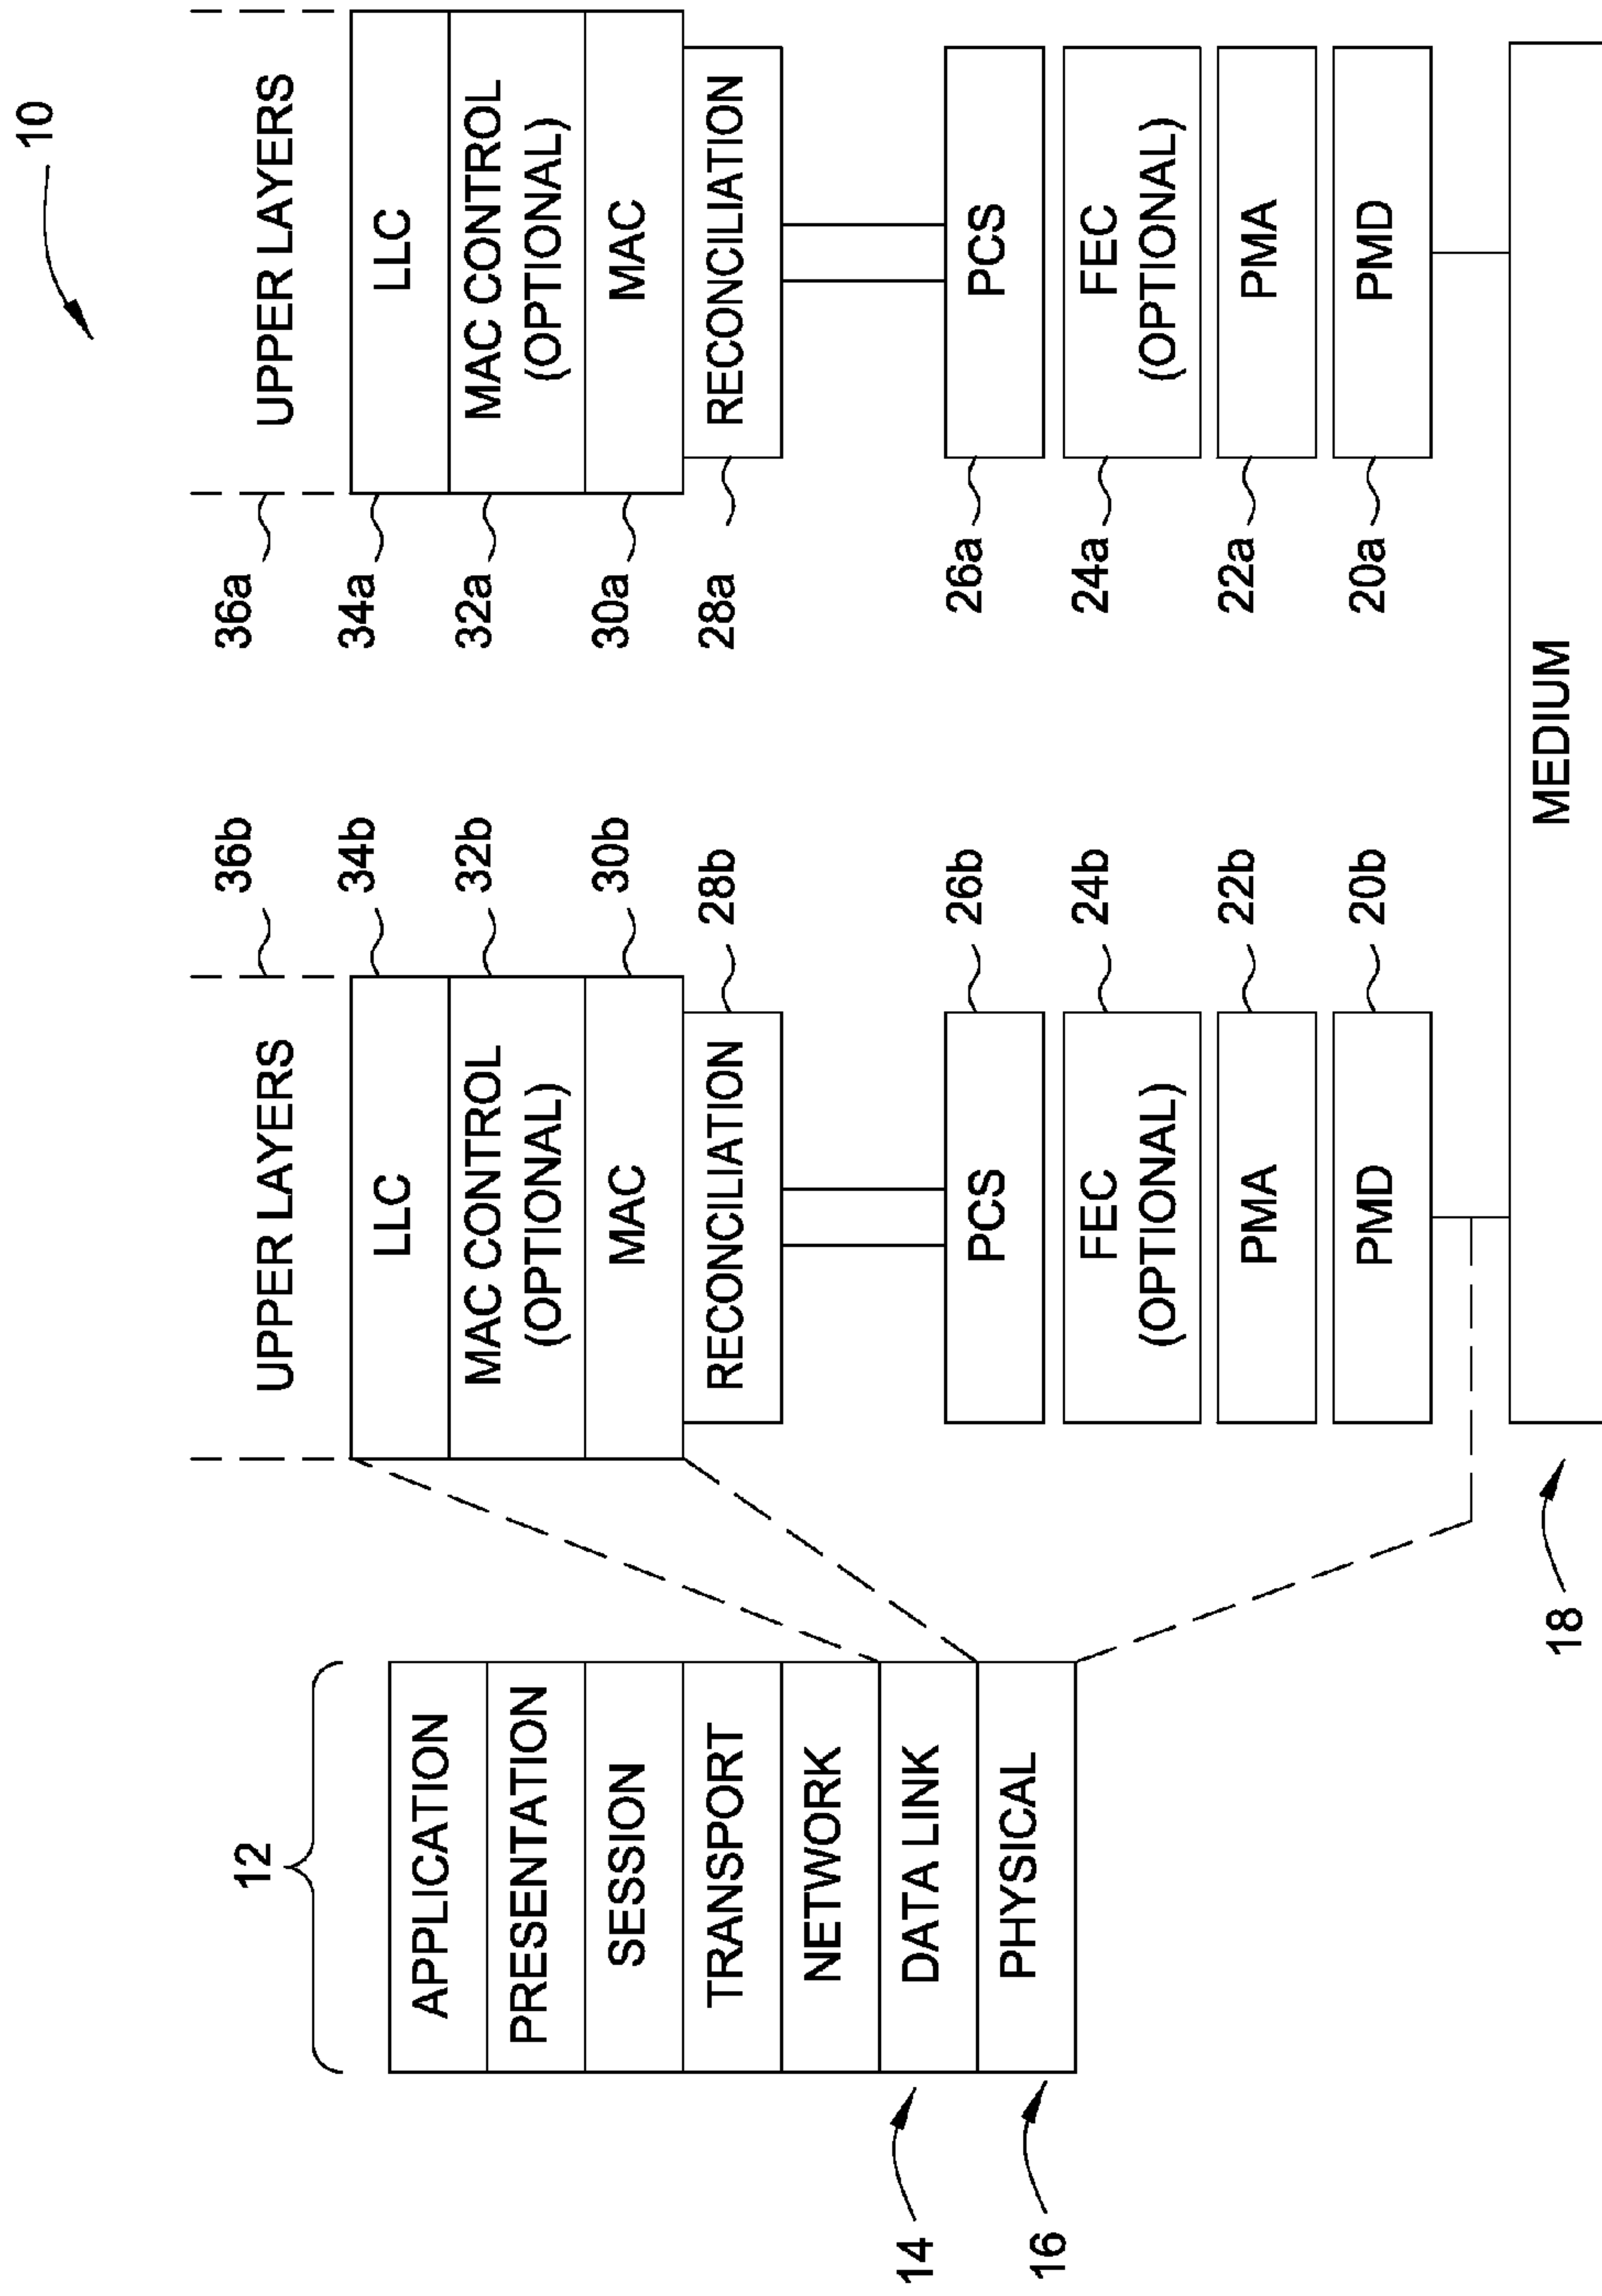 10
12
APPLICATION
PRESENTATION
SESSION
TRANSPORT
NETWORK
DATA LINK
PHYSICAL
14
16
UPPER LAYERS
LLC
MAC CONTROL
(OPTIONAL)
MAC
RECONCILIATION
PCS
FEC
(OPTIONAL)
PMA
PMD
36b
34b
32b
30b
28b
26b
24b
22b
20b
36a
34a
32a
30a
28a
26a
24a
22a
20a
UPPER LAYERS
LLC
MAC CONTROL
(OPTIONAL)
MAC
RECONCILIATION
PCS
FEC
(OPTIONAL)
PMA
PMD
18
MEDIUM